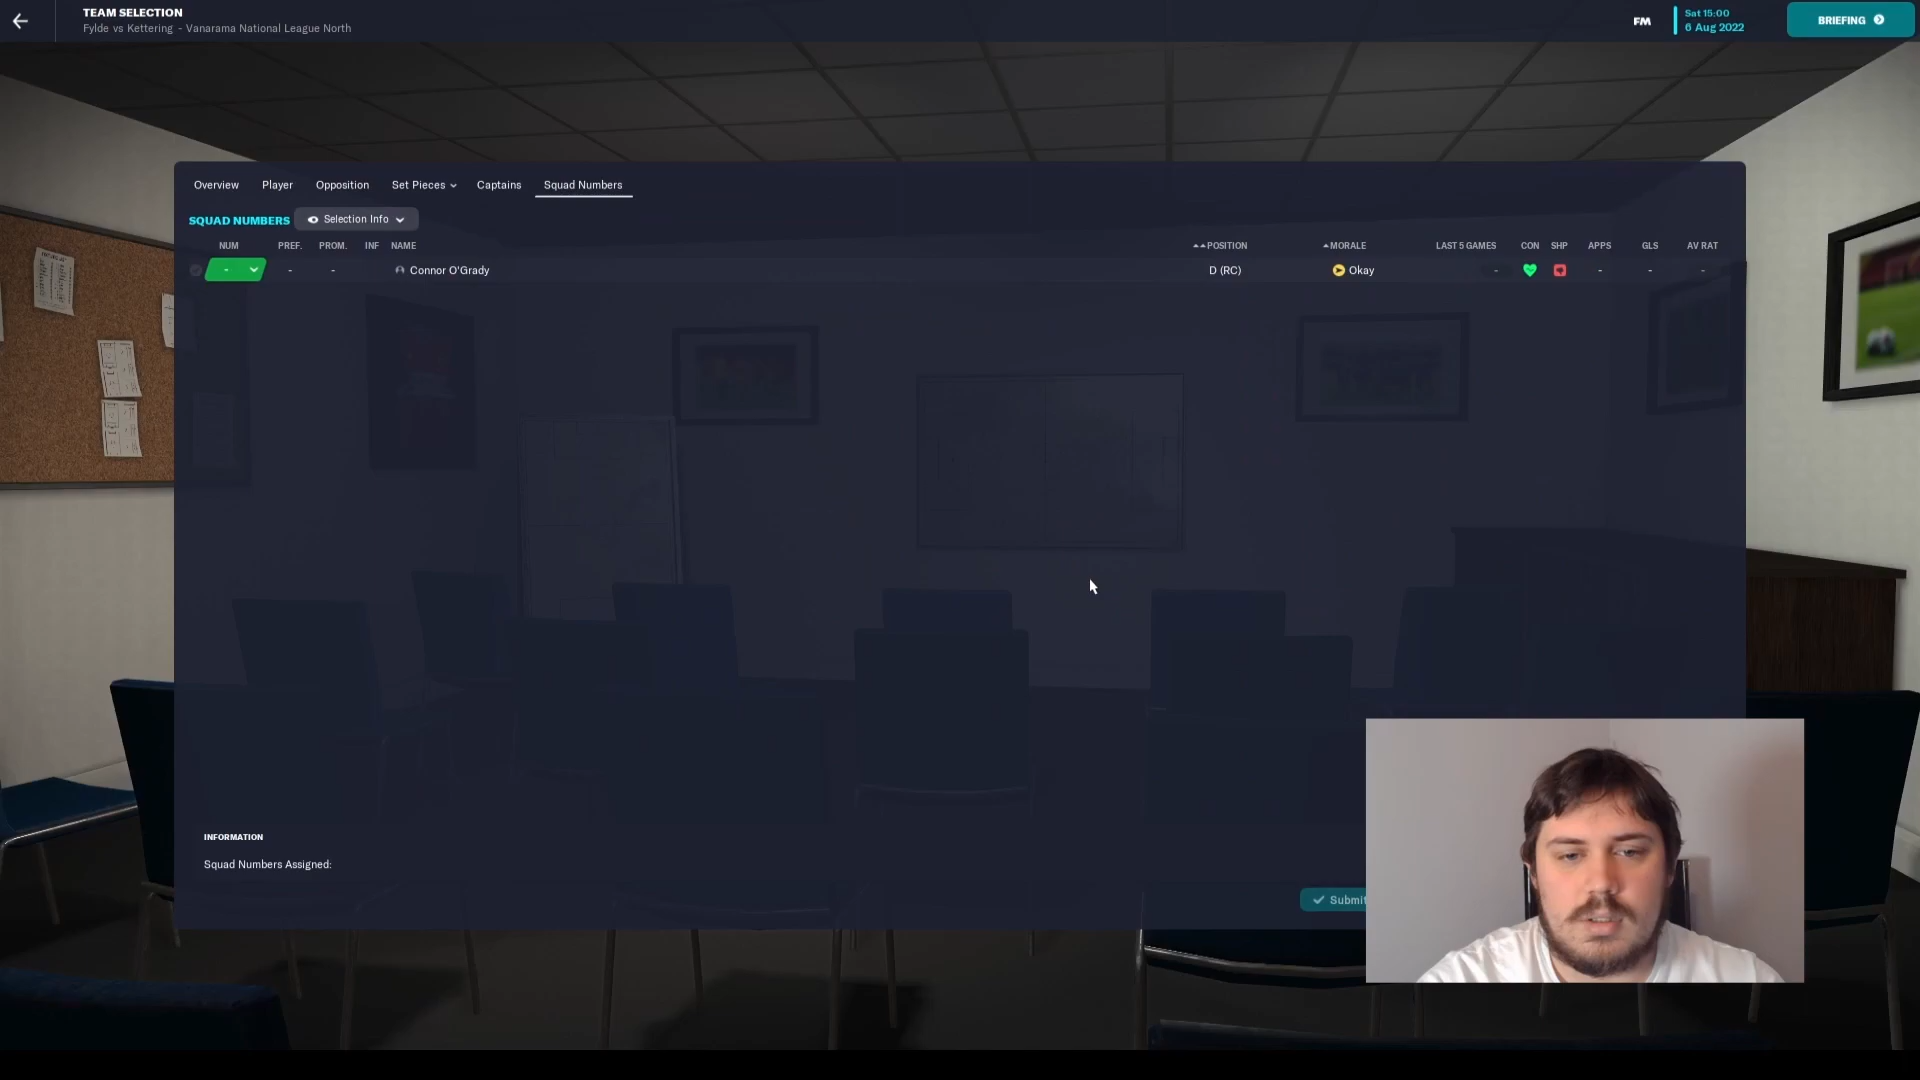 TEAM SELECTION
Fylde vs Kettering - Vanarama National League North
FM
Sat 15:00
6 Aug 2022
BRIEFING
Overview Player Opposition Set Pieces Captains Squad Numbers
SQUAD NUMBERS Selection Info
NUM PREF. PROM. INF NAME POSITION MORALE LAST 5 GAMES CON SHP APPS GLS AV RAT
- - - Connor O'Grady D (RC) Okay - - - -
INFORMATION
Squad Numbers Assigned:
Submit